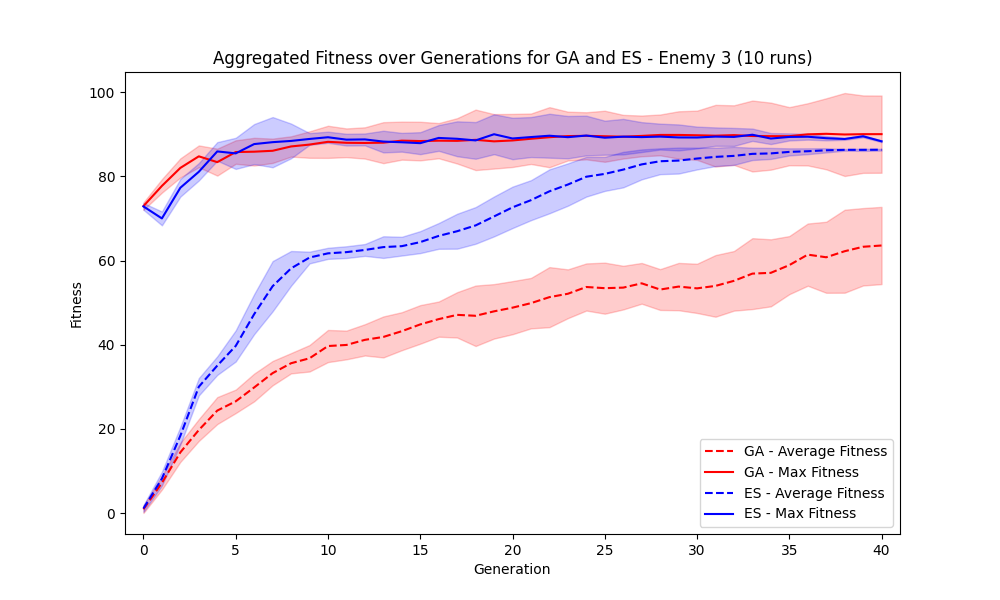 Aggregated Fitness over Generations for GA and ES - Enemy 3 (10 runs)
100
80
60
40
20
0
Fitness
0 5 10 15 20 25 30 35 40
Generation
GA - Average Fitness
GA - Max Fitness
ES - Average Fitness
ES - Max Fitness